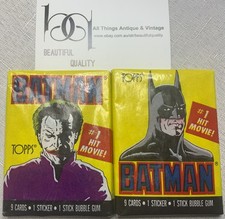 All Things Antique & Vintage
BEAUTIFUL
QUALITY
BATMAN
TOPPS
#1
HIT MOVIE!
9 CARDS • 1 STICKER • 1 STICK BUBBLE GUM
TOPPS
#1
HIT MOVIE!
BATMAN
9 CARDS • 1 STICKER • 1 STICK BUBBLE GUM